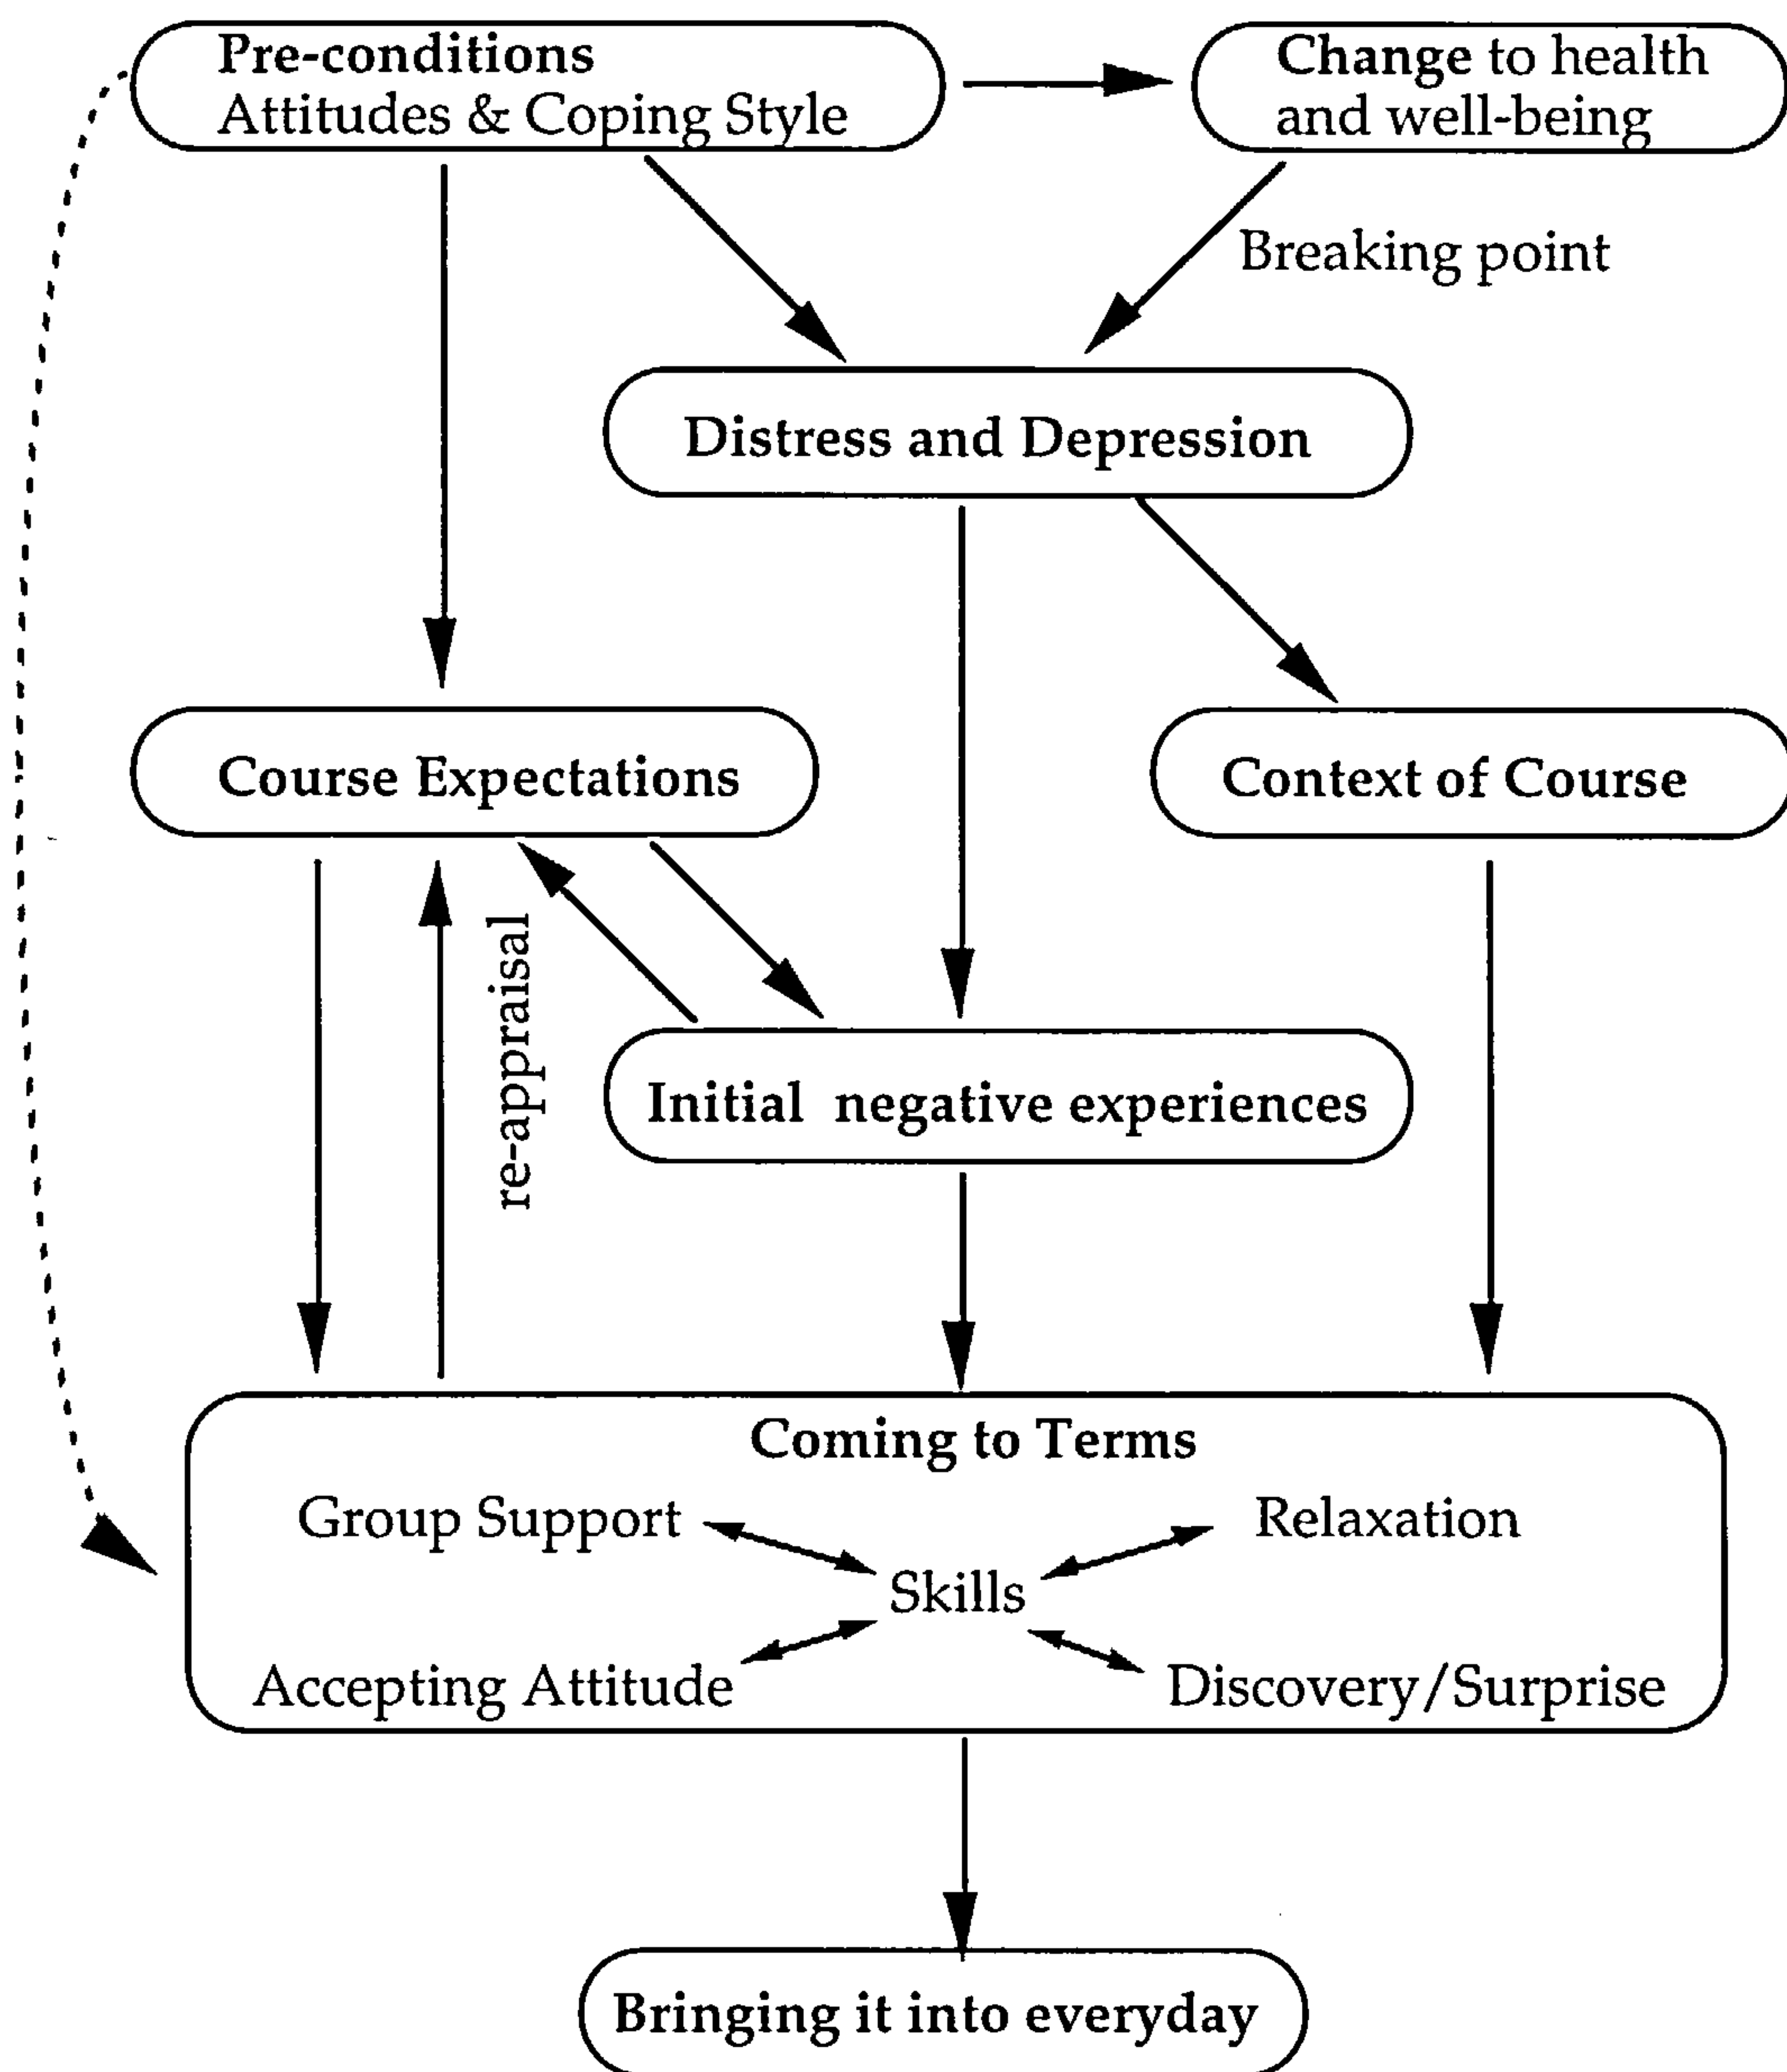 Pre-conditions
Attitudes & Coping Style
Change to health
and well-being
Breaking point
Distress and Depression
Course Expectations
Context of Course
re-appraisal
Initial negative experiences
Coming to Terms
Group Support
Relaxation
Skills
Accepting Attitude
Discovery/Surprise
Bringing it into everyday